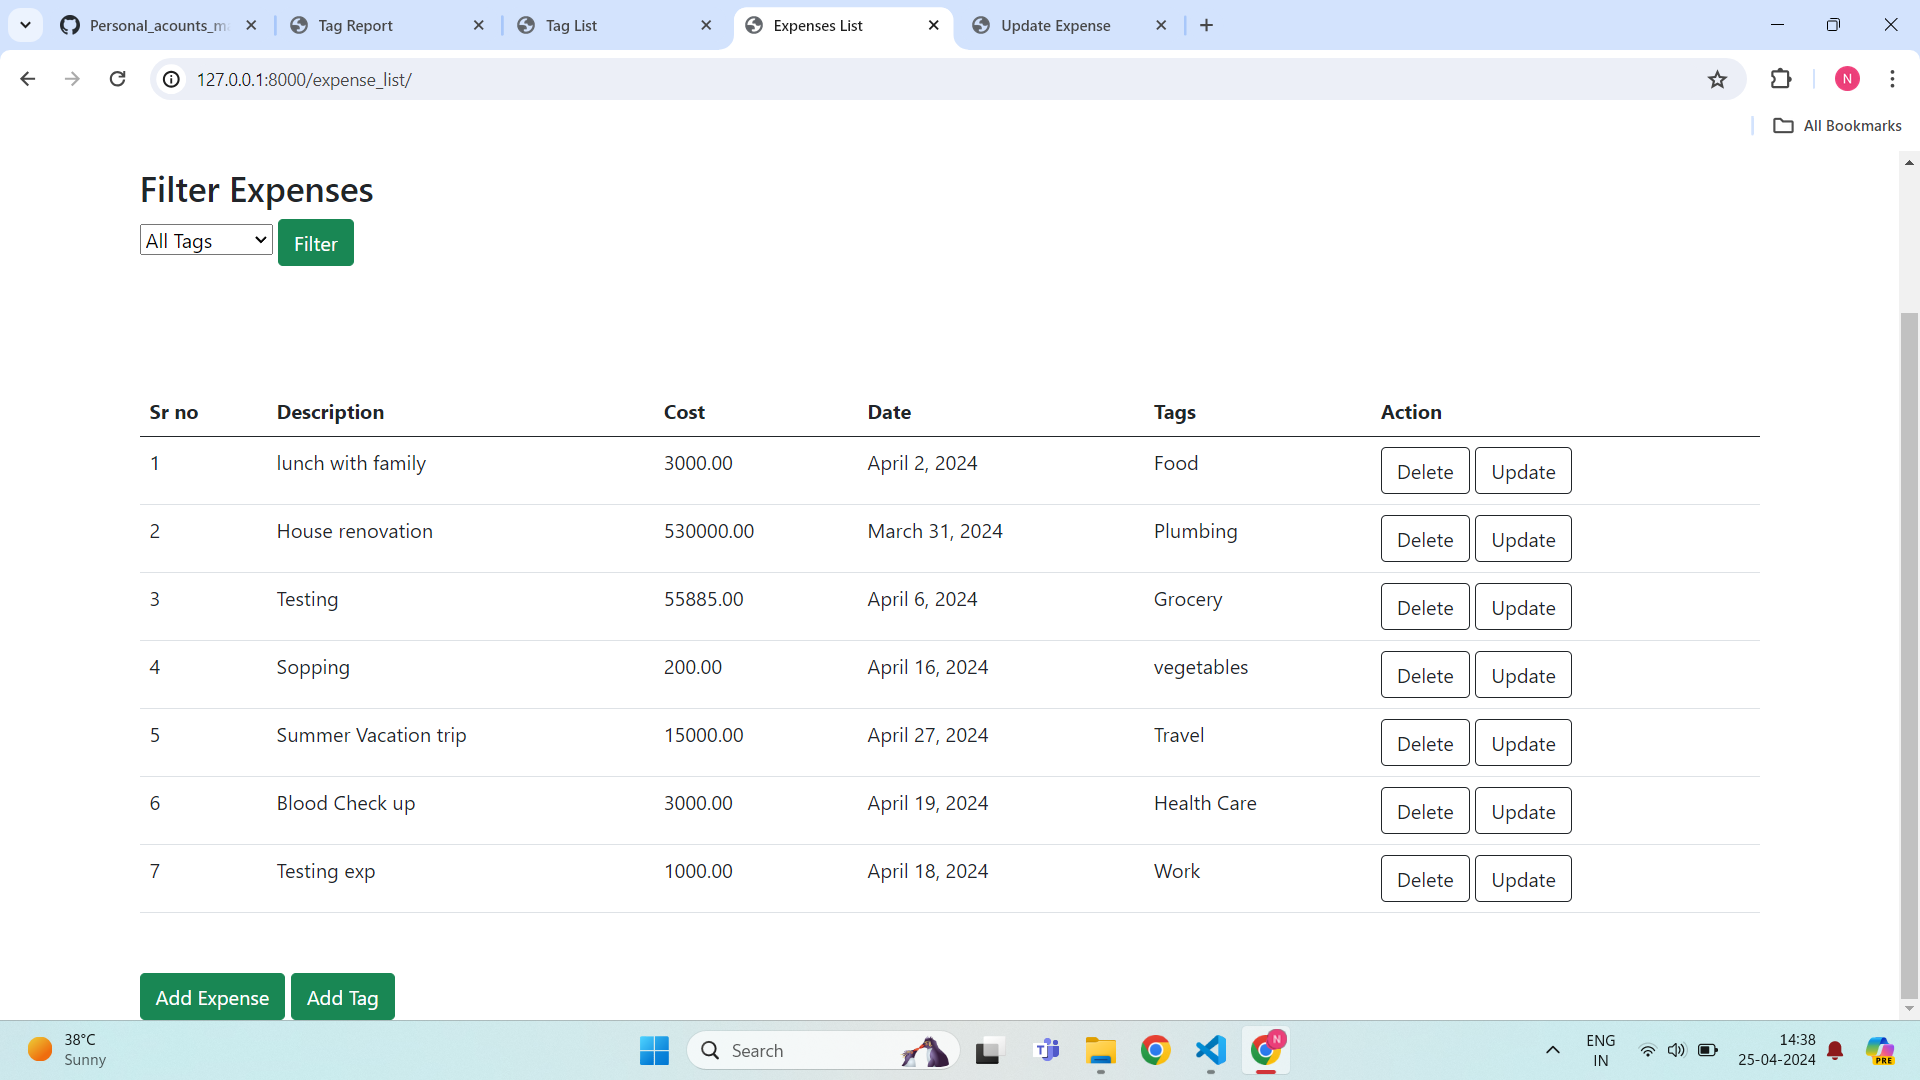 Personal_acounts_m
Tag Report
Tag List
Expenses List
Update Expense
127.0.0.1:8000/expense_list/
N
All Bookmarks
Filter Expenses
All Tags
Filter
Sr no Description Cost Date Tags Action
1 lunch with family 3000.00 April 2, 2024 Food Delete Update
2 House renovation 530000.00 March 31, 2024 Plumbing Delete Update
3 Testing 55885.00 April 6, 2024 Grocery Delete Update
4 Sopping 200.00 April 16, 2024 vegetables Delete Update
5 Summer Vacation trip 15000.00 April 27, 2024 Travel Delete Update
6 Blood Check up 3000.00 April 19, 2024 Health Care Delete Update
7 Testing exp 1000.00 April 18, 2024 Work Delete Update
Add Expense Add Tag
38°C
Sunny
Search
N
ENG
IN
14:38
25-04-2024
PRE